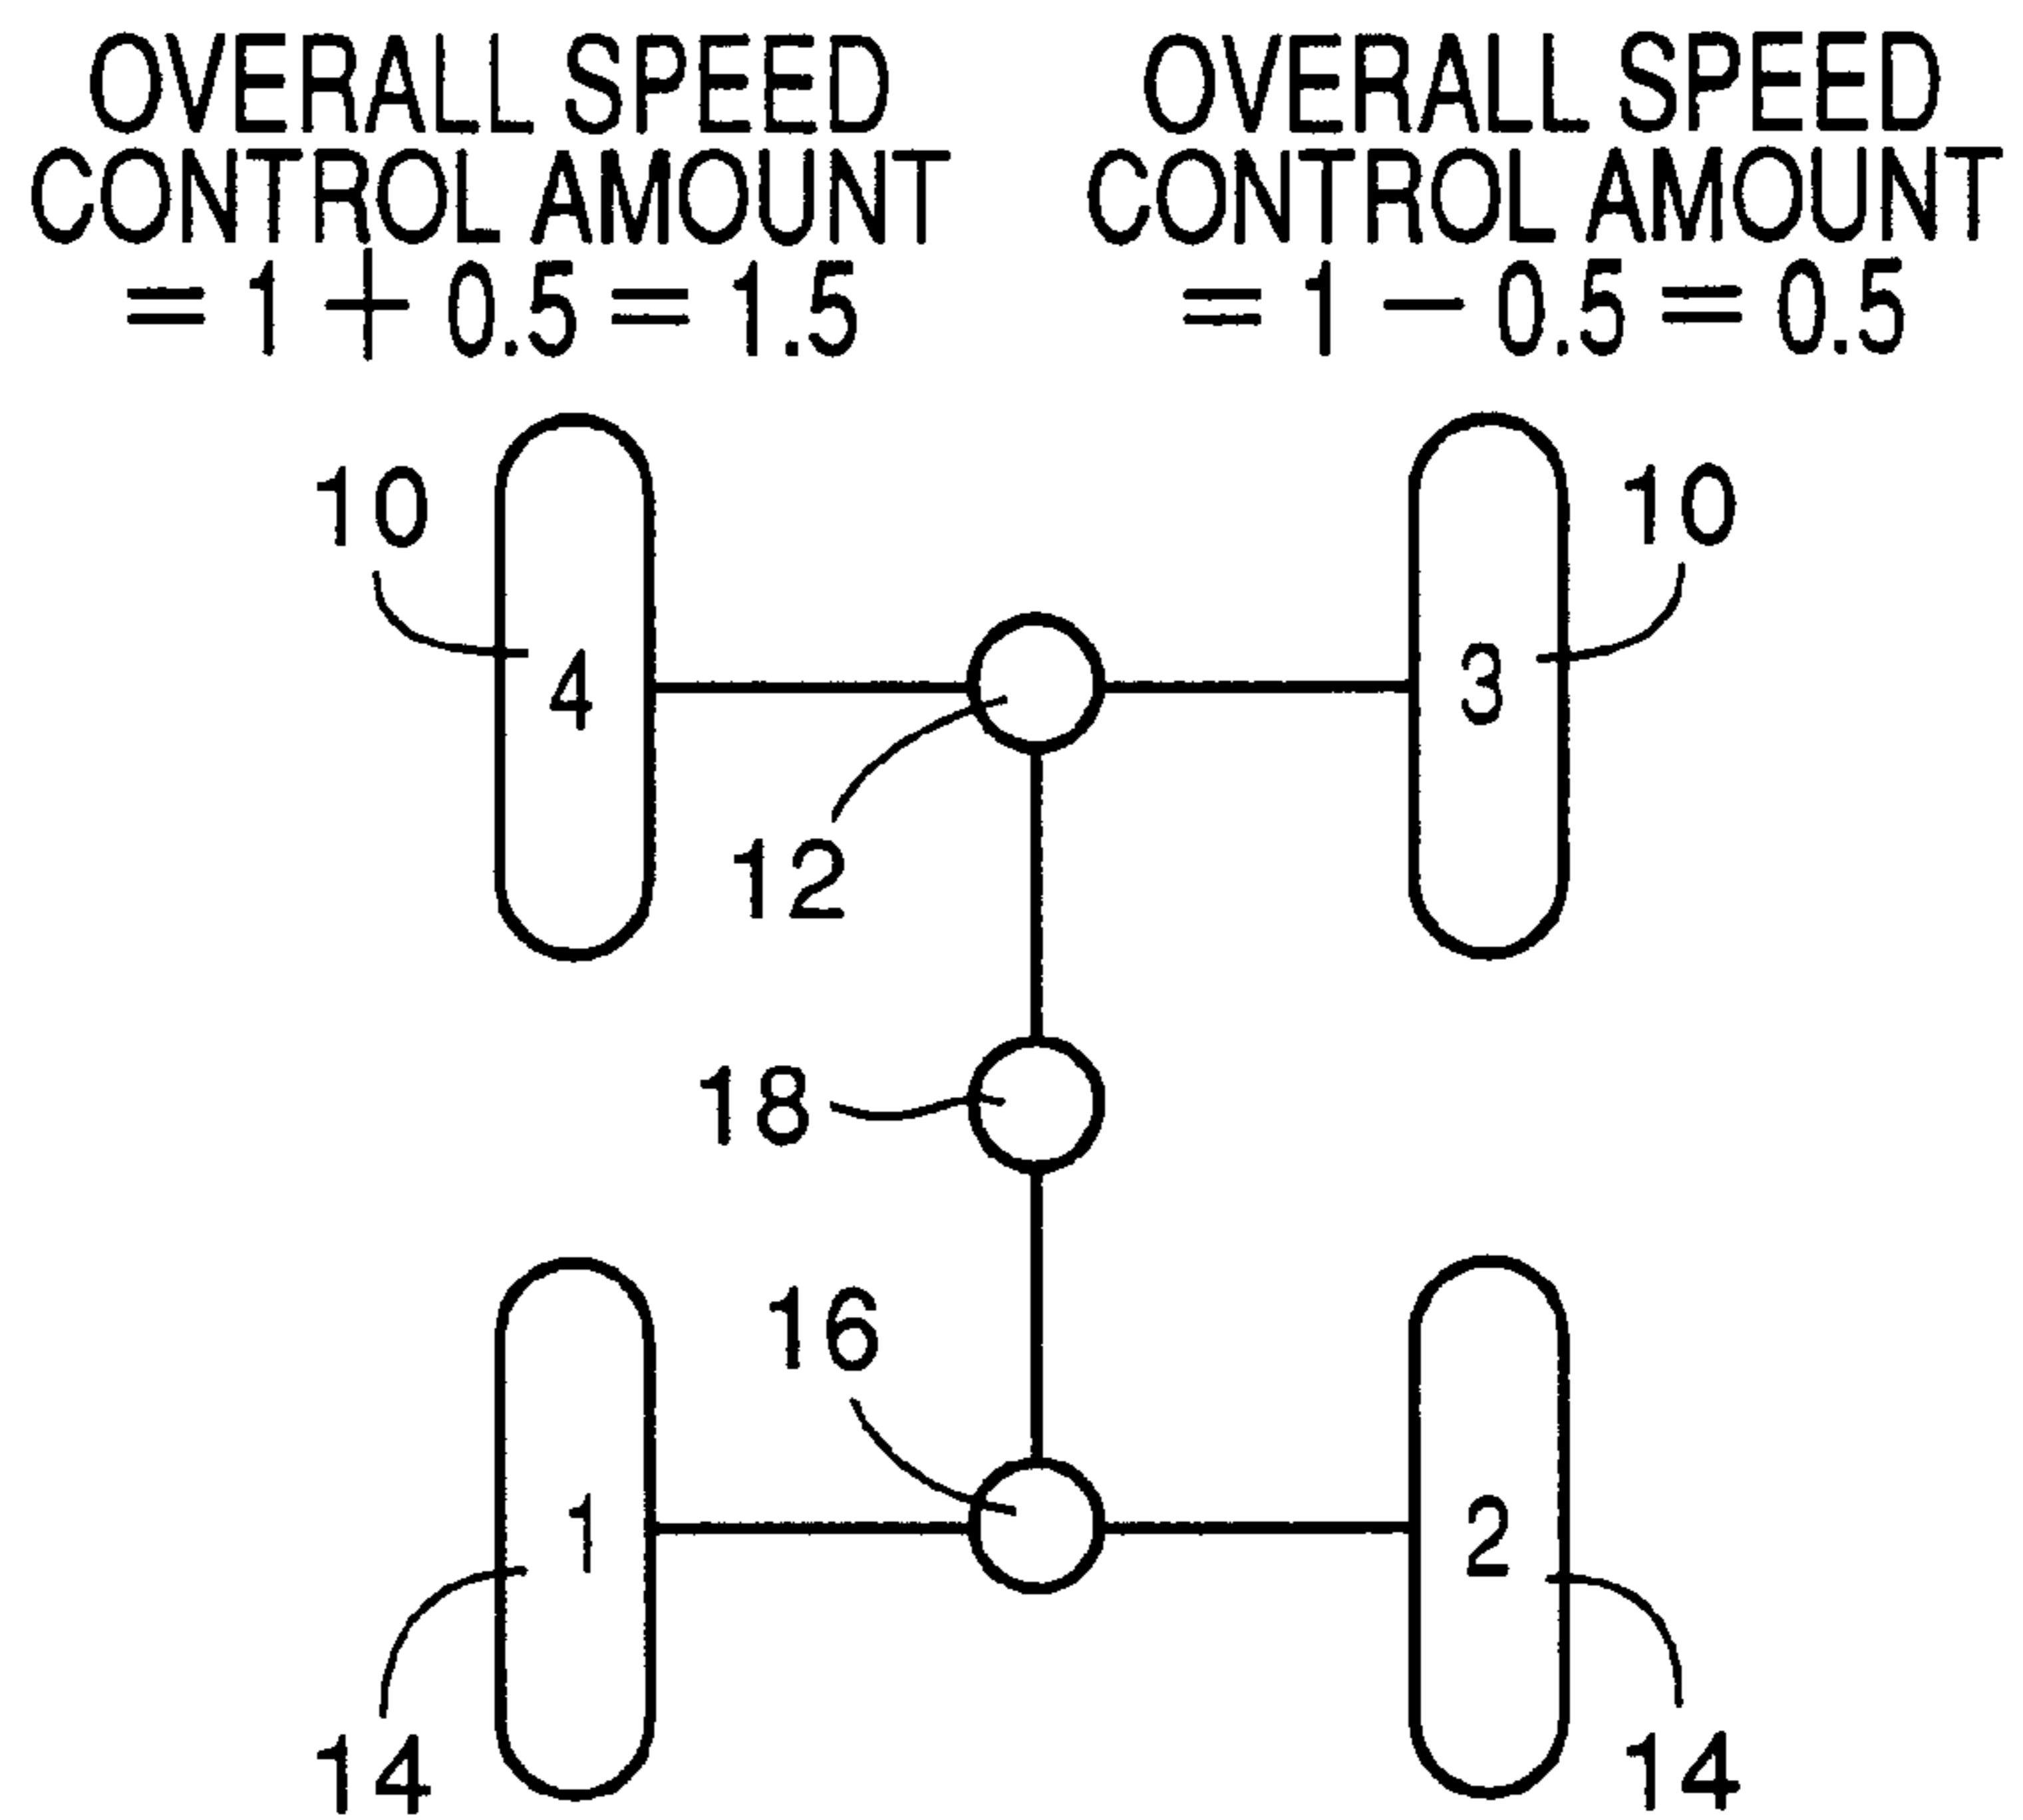 OVERALL SPEED
CONTROL AMOUNT
= 1 + 0.5 = 1.5
OVERALL SPEED
CONTROL AMOUNT
= 1 − 0.5 = 0.5
10
10
4
3
12
18
16
1
2
14
14